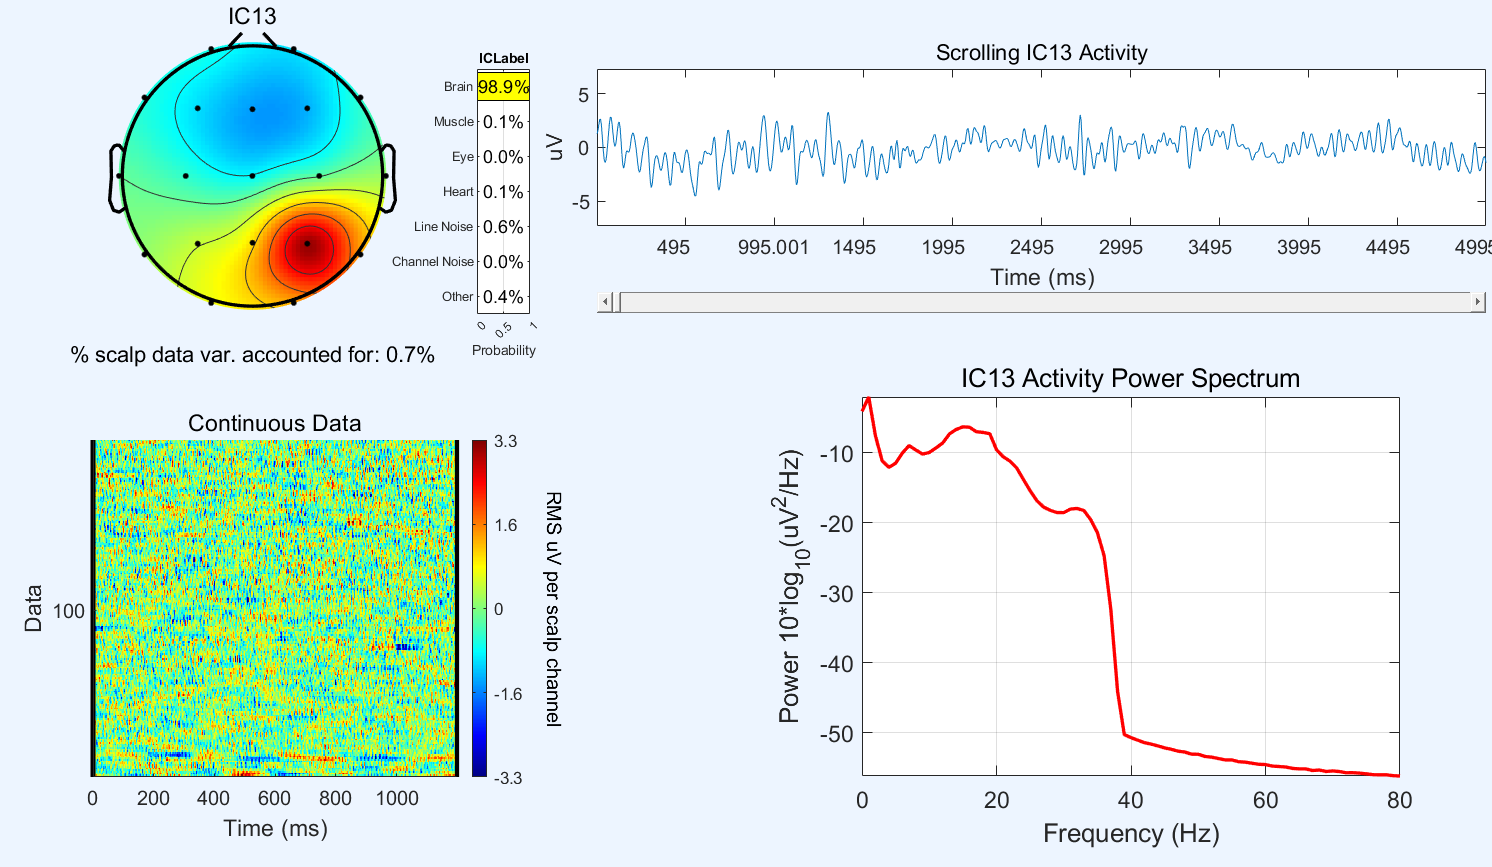 IC13
ICLabel
Brain 98.9%
Muscle 0.1%
Eye 0.0%
Heart 0.1%
Line Noise 0.6%
Channel Noise 0.0%
Other 0.4%
0 0.5 1
Probability
% scalp data var. accounted for: 0.7%
Scrolling IC13 Activity
uV
5
0
-5
495 995.001 1495 1995 2495 2995 3495 3995 4495 4995
Time (ms)
Continuous Data
Data
100
0 200 400 600 800 1000
Time (ms)
3.3
1.6
0
-1.6
-3.3
RMS uV per scalp channel
IC13 Activity Power Spectrum
Power 10*log10(uV2/Hz)
-10
-20
-30
-40
-50
0 20 40 60 80
Frequency (Hz)